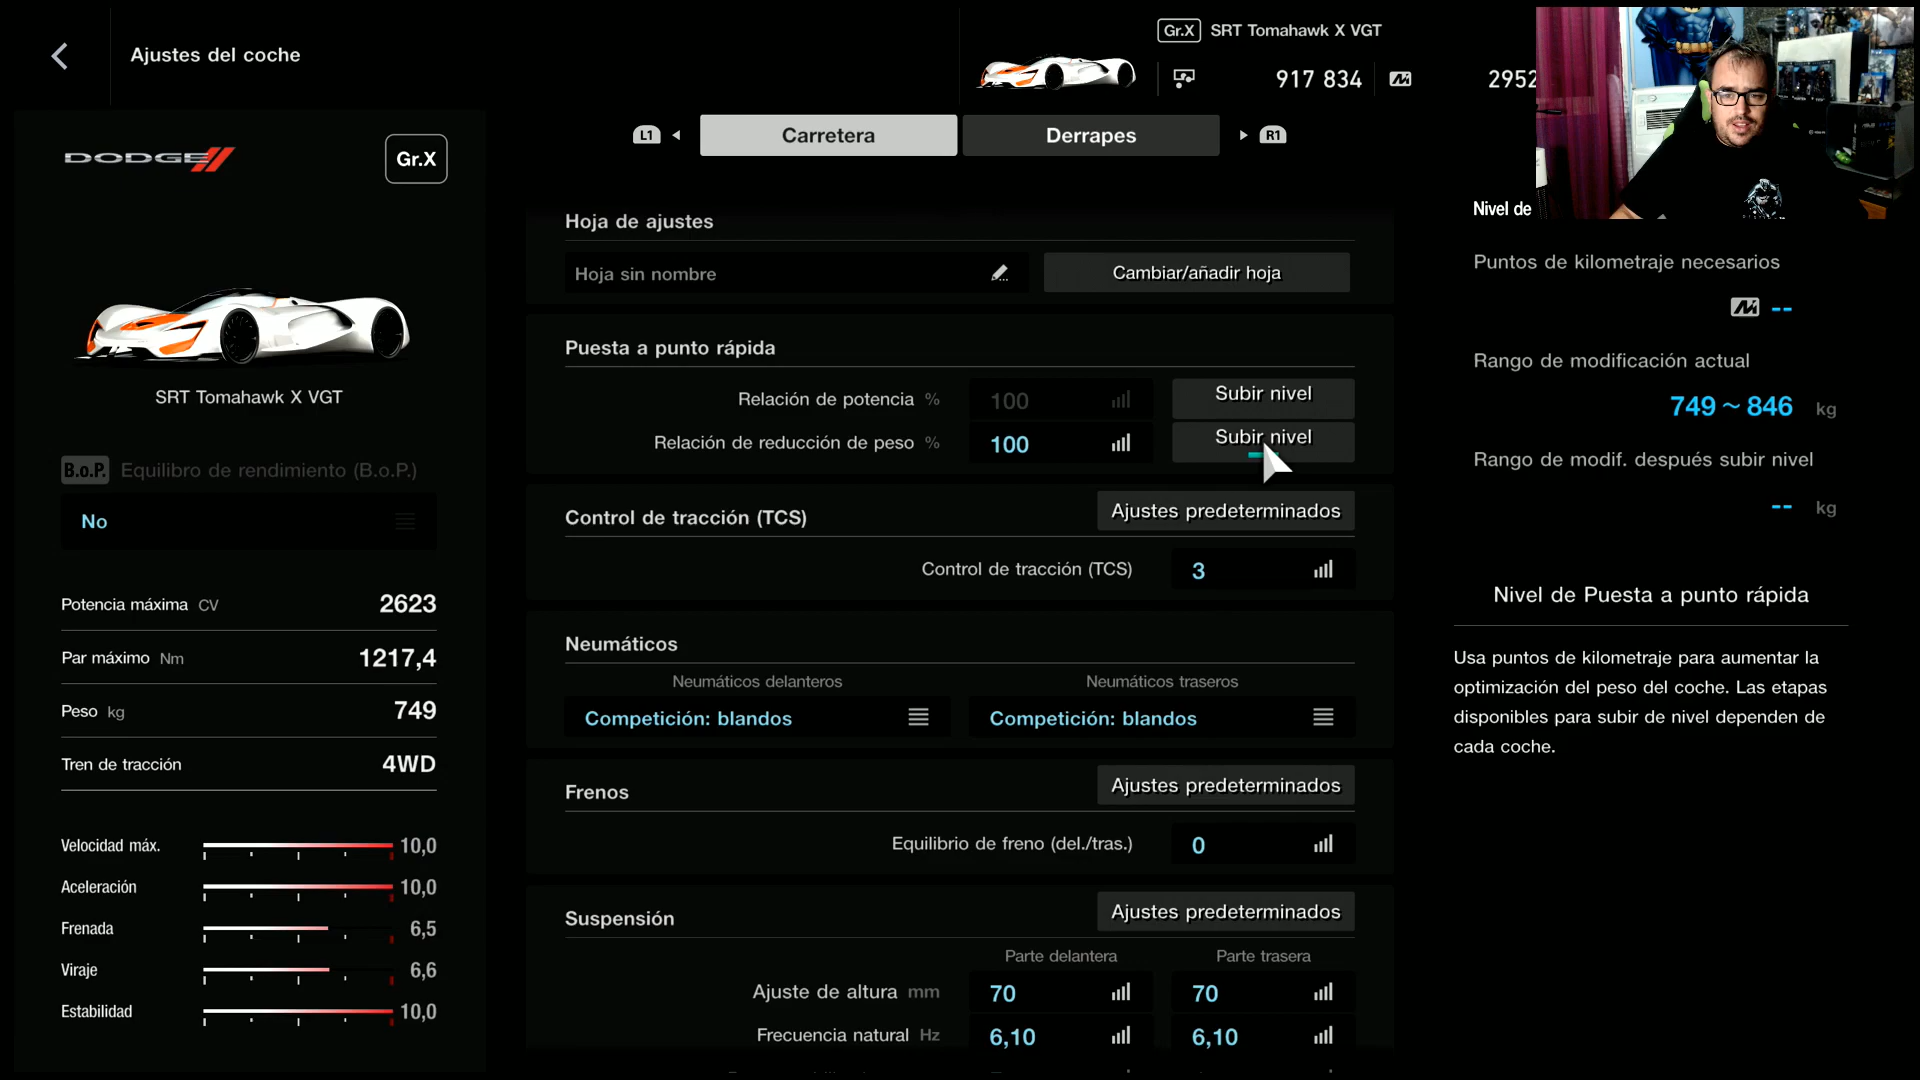 Ajustes del coche
Gr.X SRT Tomahawk X VGT
917 834
2952
L1 Carretera Derrapes R1
DODGE
Gr.X
SRT Tomahawk X VGT
B.o.P. Equilibro de rendimiento (B.o.P.)
No
Potencia máxima CV 2623
Par máximo Nm 1217,4
Peso kg 749
Tren de tracción 4WD
Velocidad máx. 10,0
Aceleración 10,0
Frenada 6,5
Viraje 6,6
Estabilidad 10,0
Hoja de ajustes
Hoja sin nombre Cambiar/añadir hoja
Puesta a punto rápida
Relación de potencia % 100 Subir nivel
Relación de reducción de peso % 100 Subir nivel
Control de tracción (TCS) Ajustes predeterminados
Control de tracción (TCS) 3
Neumáticos
Neumáticos delanteros Neumáticos traseros
Competición: blandos Competición: blandos
Frenos Ajustes predeterminados
Equilibrio de freno (del./tras.) 0
Suspensión Ajustes predeterminados
Parte delantera Parte trasera
Ajuste de altura mm 70 70
Frecuencia natural Hz 6,10 6,10
Nivel de
Puntos de kilometraje necesarios
--
Rango de modificación actual
749 ~ 846 kg
Rango de modif. después subir nivel
-- kg
Nivel de Puesta a punto rápida
Usa puntos de kilometraje para aumentar la
optimización del peso del coche. Las etapas
disponibles para subir de nivel dependen de
cada coche.